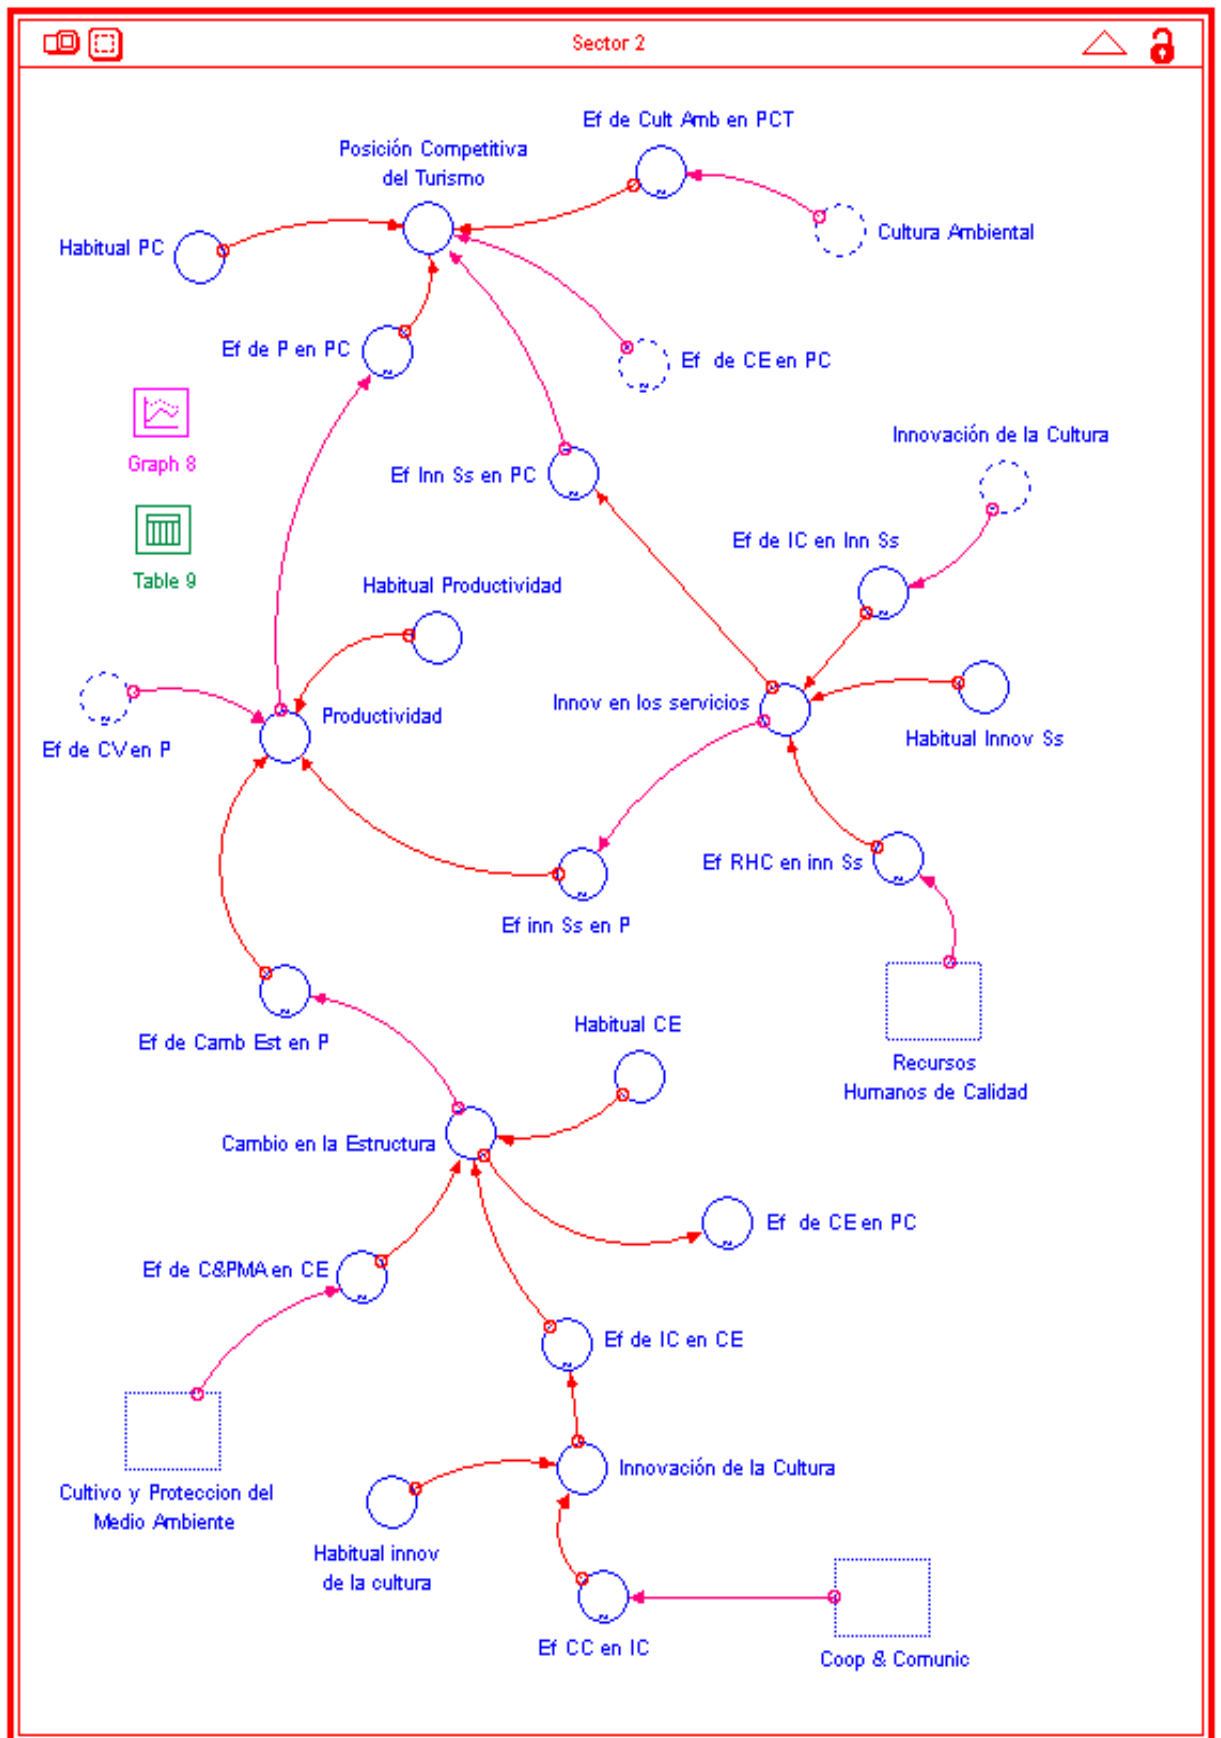 Sector 2
Ef de Cult Amb en PCT
Posición Competitiva
del Turismo
Habitual PC
Cultura Ambiental
Ef de P en PC
Ef de CE en PC
Graph 8
Ef Inn Ss en PC
Innovación de la Cultura
Ef de IC en Inn Ss
Table 9
Habitual Productividad
Innov en los servicios
Productividad
Habitual Innov Ss
Ef de CV en P
Ef RHC en inn Ss
Ef inn Ss en P
Ef de Camb Est en P
Habitual CE
Recursos
Humanos de Calidad
Cambio en la Estructura
Ef de CE en PC
Ef de C&PMA en CE
Ef de IC en CE
Innovación de la Cultura
Cultivo y Proteccion del
Medio Ambiente
Habitual innov
de la cultura
Ef CC en IC
Coop & Comunic